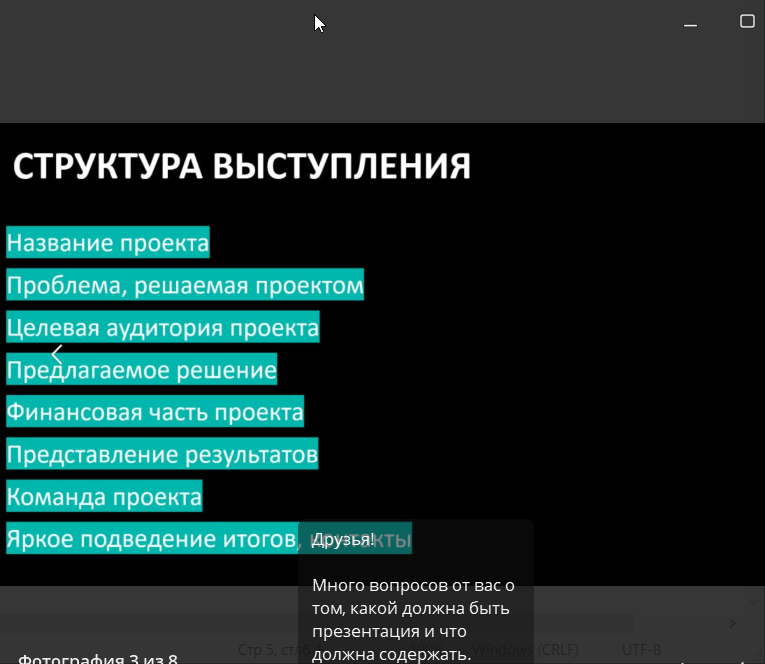 СТРУКТУРА ВЫСТУПЛЕНИЯ
Название проекта
Проблема, решаемая проектом
Целевая аудитория проекта
Предлагаемое решение
Финансовая часть проекта
Представление результатов
Команда проекта
Яркое подведение итогов, контакты
Друзья!
Много вопросов от вас о
том, какой должна быть
презентация и что
должна содержать.
Стр 5, Windows (CRLF) UTF-8
Фотография 3 из 8